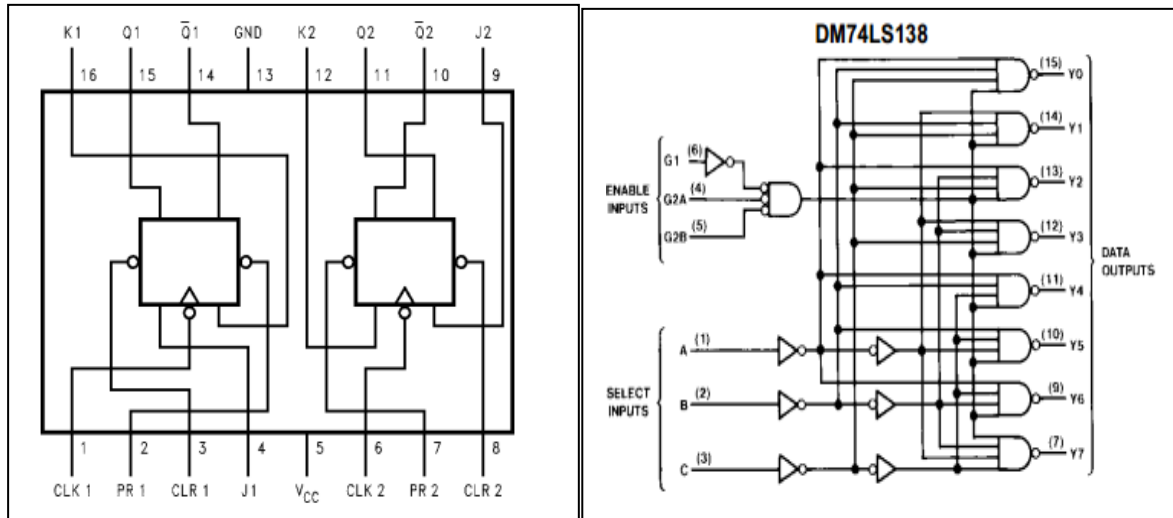 K1 Q1 Q̅1 GND K2 Q2 Q̅2 J2
16 15 14 13 12 11 10 9
1 2 3 4 5 6 7 8
CLK 1 PR 1 CLR 1 J1 VCC CLK 2 PR 2 CLR 2
DM74LS138
(15) Y0
(14) Y1
(13) Y2
(12) Y3
(11) Y4
(10) Y5
(9) Y6
(7) Y7
ENABLE
INPUTS
G1 (6)
G2A (4)
G2B (5)
DATA
OUTPUTS
SELECT
INPUTS
A (1)
B (2)
C (3)